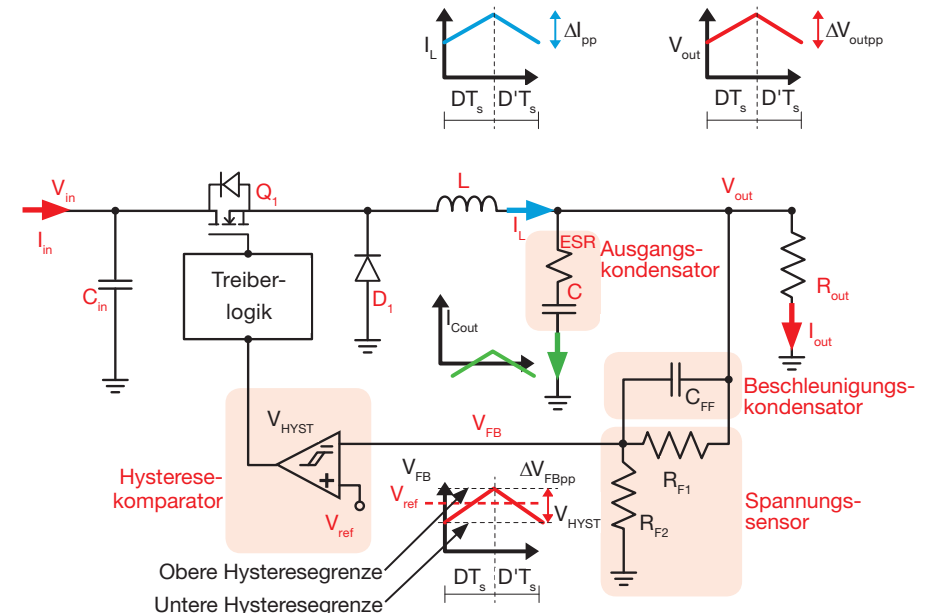 I_L
ΔI_pp
DT_s D'T_s
V_out
ΔV_outpp
DT_s D'T_s
V_in
Q_1
L
V_out
I_in
I_L
ESR
Ausgangs-
kondensator
C
C_in
Treiber-
logik
D_1
R_out
I_Cout
I_out
C_FF
Beschleunigungs-
kondensator
V_HYST
V_FB
Hysterese-
komparator
=
+
V_ref
V_FB
V_ref
ΔV_FBpp
V_HYST
R_F1
R_F2
Spannungs-
sensor
Obere Hysteresegrenze
Untere Hysteresegrenze
DT_s D'T_s